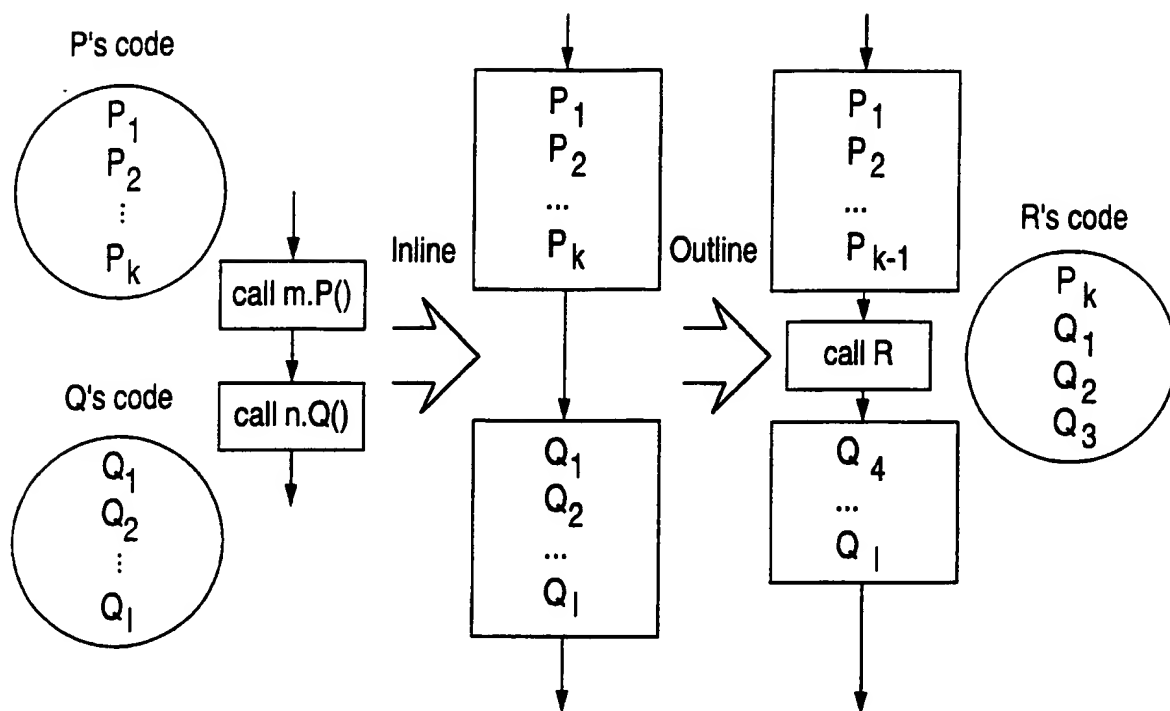 P's code
P1
P2
...
Pk
call m.P()
call n.Q()
Q's code
Q1
Q2
...
Ql
Inline
P1
P2
...
Pk
Q1
Q2
...
Ql
Outline
P1
P2
...
Pk-1
call R
Q4
...
Ql
R's code
Pk
Q1
Q2
Q3